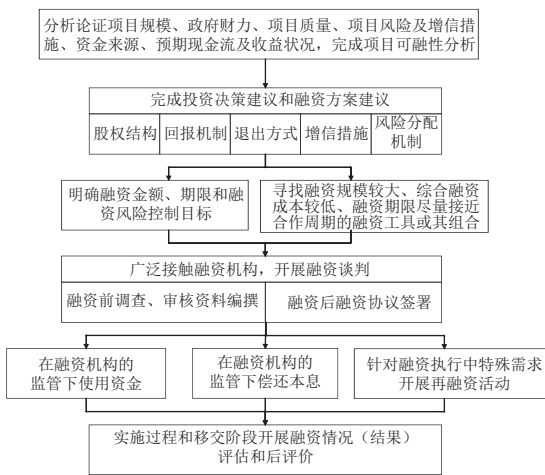 分析论证项目规模、政府财力、项目质量、项目风险及增信措
施、资金来源、预期现金流及收益状况，完成项目可融性分析
完成投资决策建议和融资方案建议
股权结构
回报机制
退出方式
增信措施
风险分配
机制
明确融资金额、期限和融
资风险控制目标
寻找融资规模较大、综合融资
成本较低、融资期限尽量接近
合作周期的融资工具或其组合
广泛接触融资机构，开展融资谈判
融资前调查、审核资料编撰
融资后融资协议签署
在融资机构的
监管下使用资金
在融资机构的
监管下偿还本息
针对融资执行中特殊需求
开展再融资活动
实施过程和移交阶段开展融资情况（结果）
评估和后评价